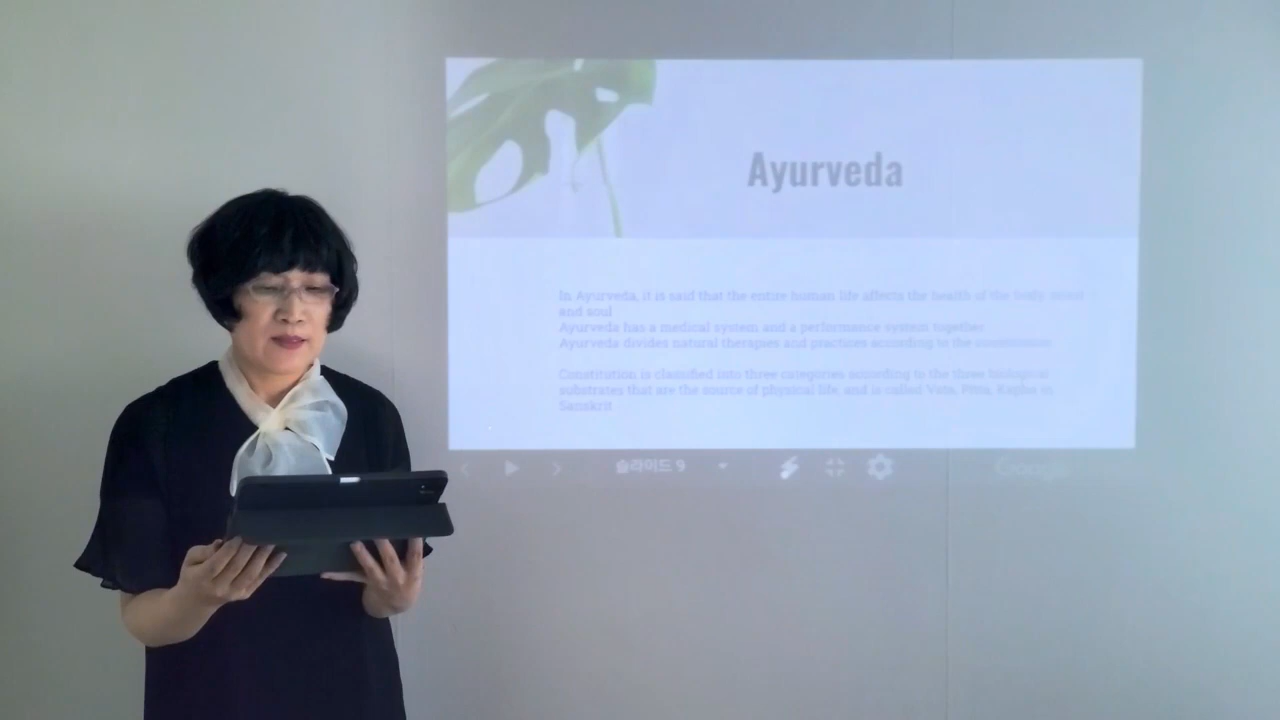 Ayurveda
In Ayurveda, it is said that the entire human life affects the health of the body, mind
and soul
Ayurveda has a medical system and a performance system together
Ayurveda divides natural therapies and practices according to the constitution
Constitution is classified into three categories according to the three biological
substrates that are the source of physical life, and is called Vata, Pitta, Kapha in
Sanskrit
슬라이드 9
Google